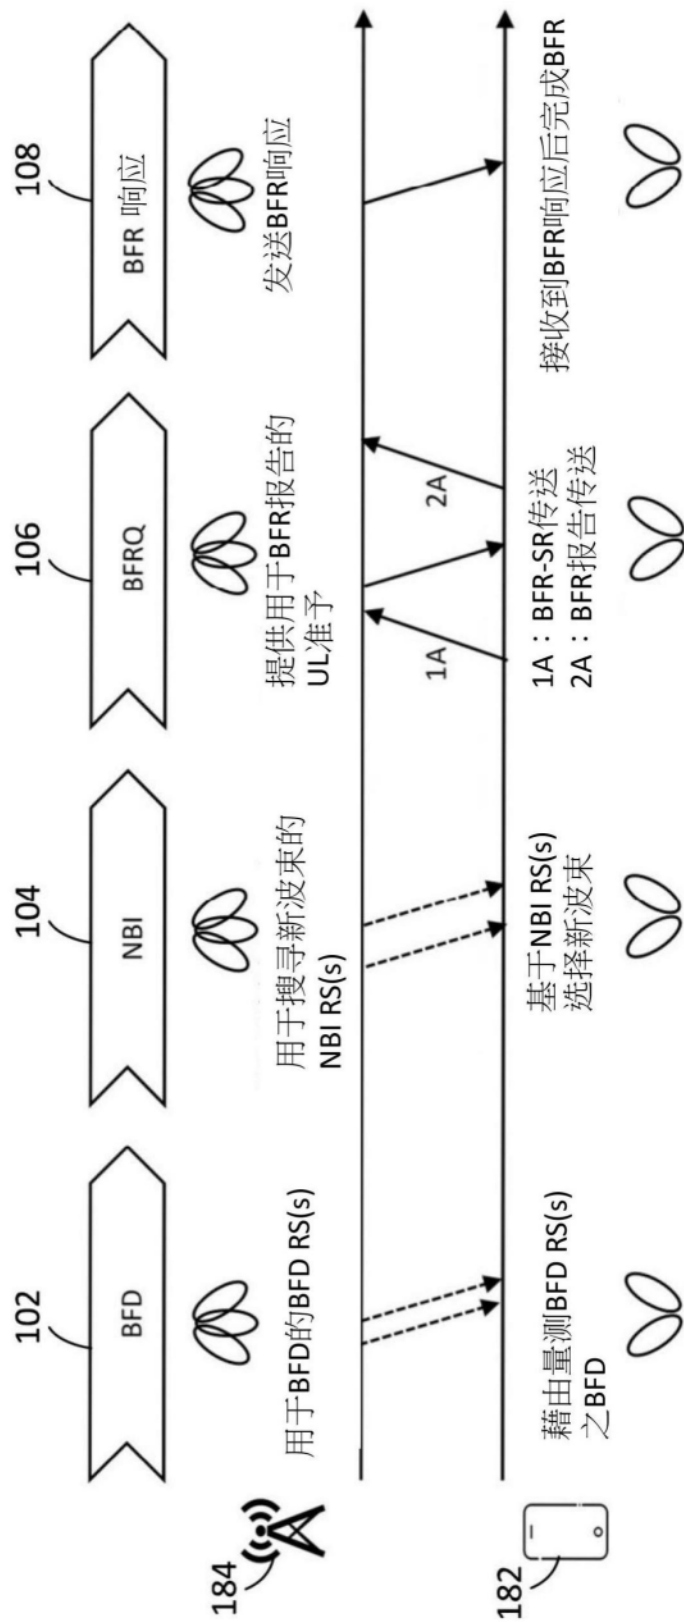 102
BFD
104
NBI
106
BFRQ
108
BFR 响应
184
用于BFD的BFD RS(s)
用于搜寻新波束的
NBI RS(s)
提供用于BFR报告的
UL准予
发送BFR响应
1A
2A
182
藉由量测BFD RS(s)
之BFD
基于NBI RS(s)
选择新波束
1A：BFR-SR传送
2A：BFR报告传送
接收到BFR响应后完成BFR